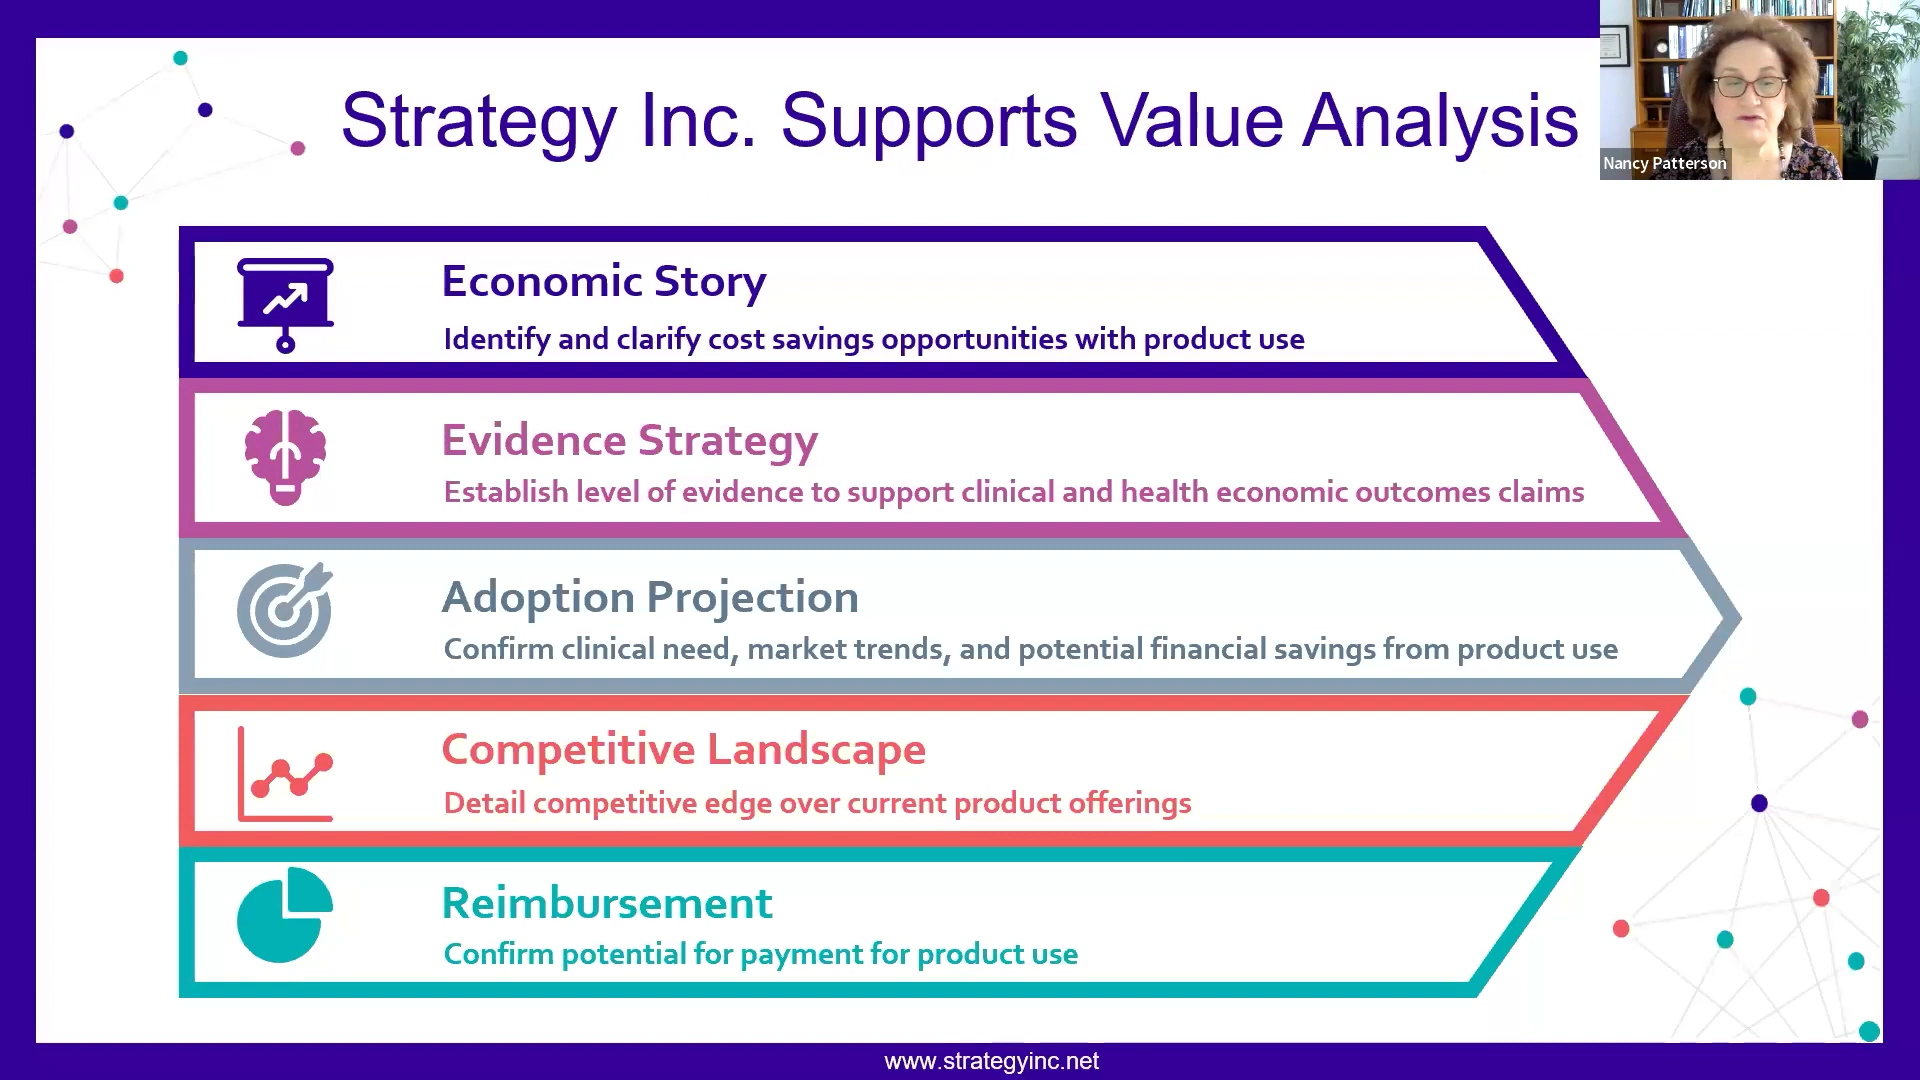 Strategy Inc. Supports Value Analysis
Nancy Patterson
Economic Story
Identify and clarify cost savings opportunities with product use
Evidence Strategy
Establish level of evidence to support clinical and health economic outcomes claims
Adoption Projection
Confirm clinical need, market trends, and potential financial savings from product use
Competitive Landscape
Detail competitive edge over current product offerings
Reimbursement
Confirm potential for payment for product use
www.strategyinc.net